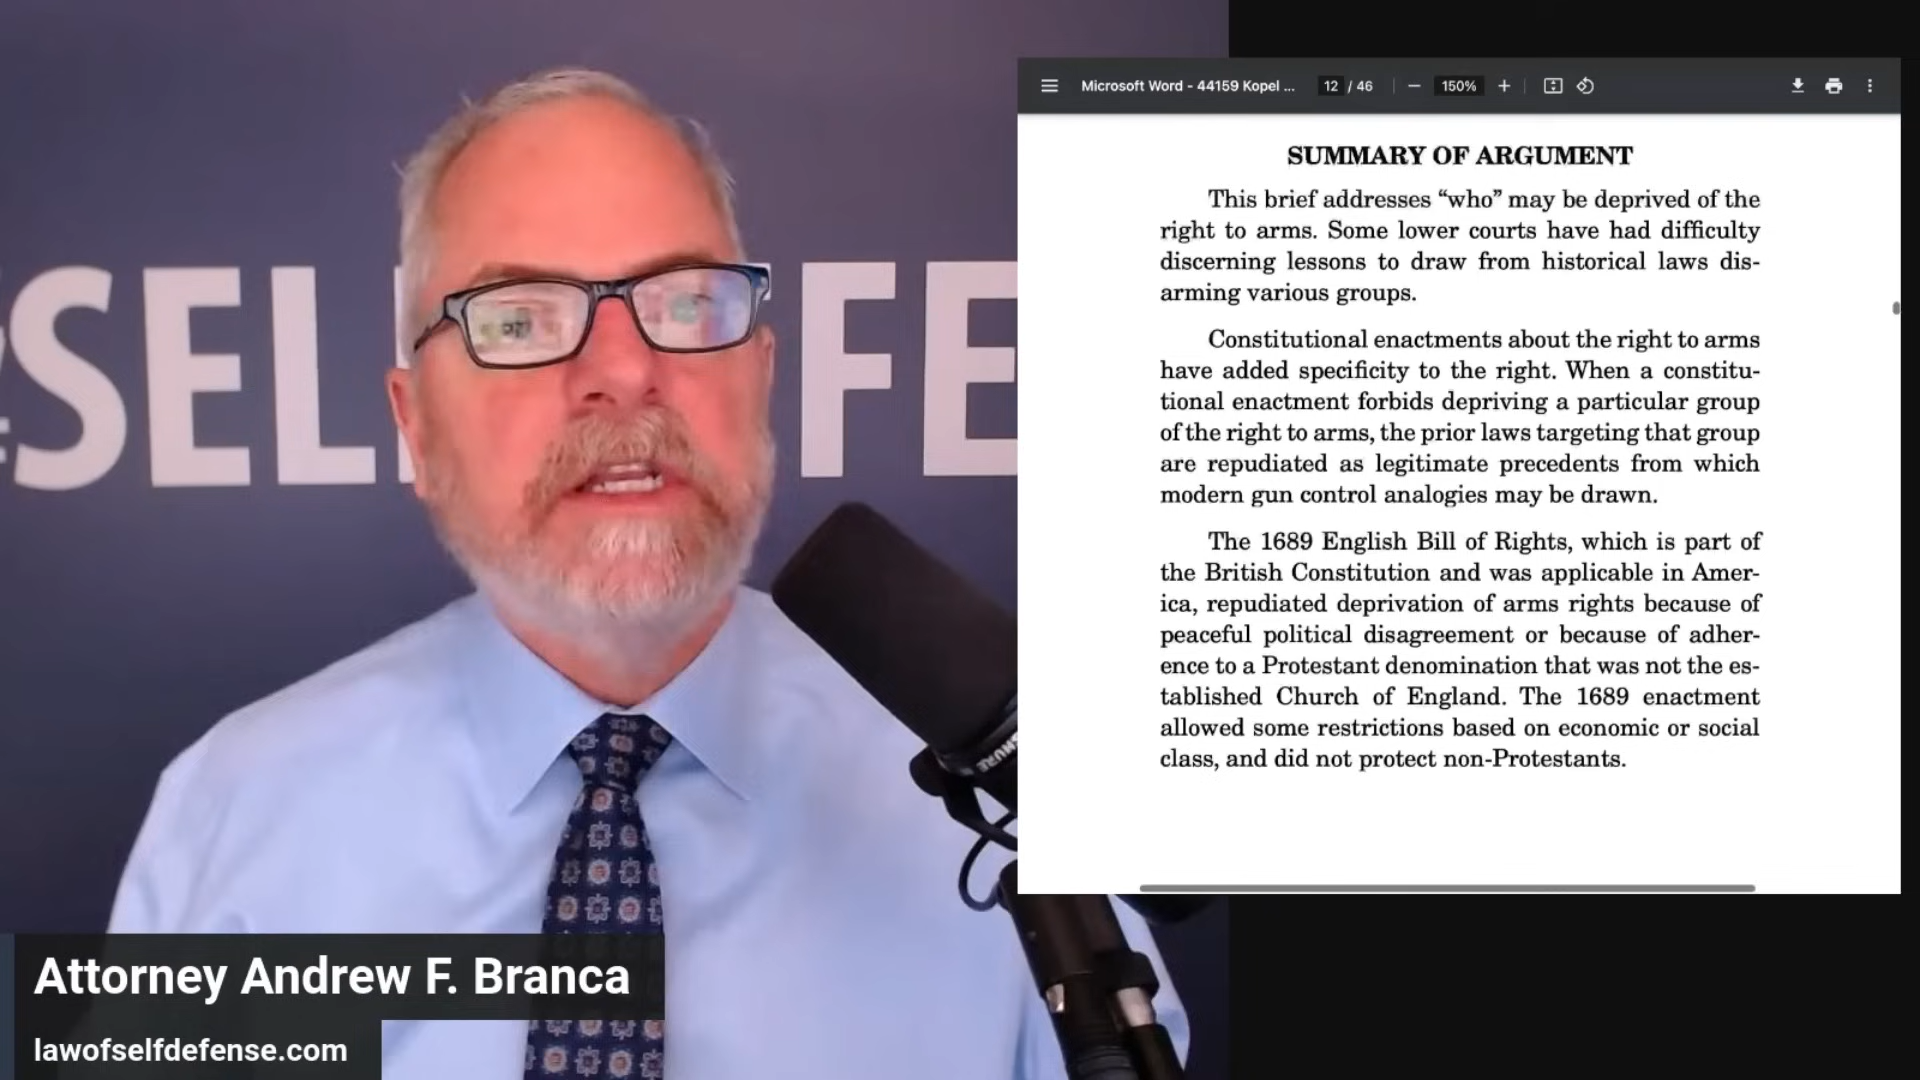 #SELF DEFE
Microsoft Word - 44159 Kopel ...
12 / 46
150%
SUMMARY OF ARGUMENT
This brief addresses “who” may be deprived of the
right to arms. Some lower courts have had difficulty
discerning lessons to draw from historical laws dis-
arming various groups.
Constitutional enactments about the right to arms
have added specificity to the right. When a constitu-
tional enactment forbids depriving a particular group
of the right to arms, the prior laws targeting that group
are repudiated as legitimate precedents from which
modern gun control analogies may be drawn.
The 1689 English Bill of Rights, which is part of
the British Constitution and was applicable in Amer-
ica, repudiated deprivation of arms rights because of
peaceful political disagreement or because of adher-
ence to a Protestant denomination that was not the es-
tablished Church of England. The 1689 enactment
allowed some restrictions based on economic or social
class, and did not protect non-Protestants.
SHURE
Attorney Andrew F. Branca
lawofselfdefense.com